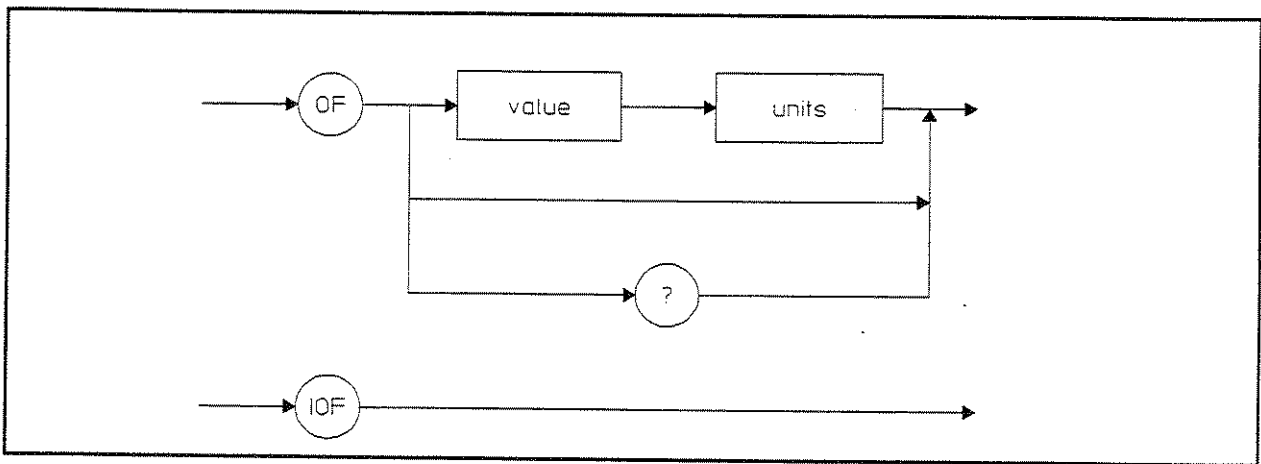 OF
value
units
?
IOF